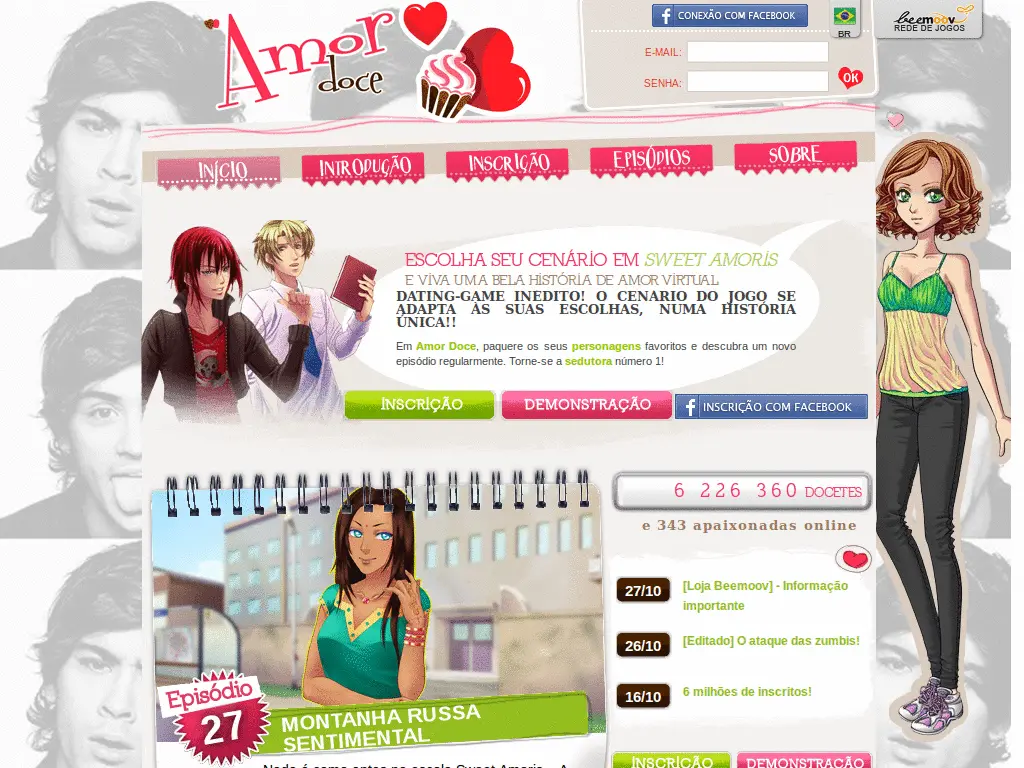 Amor
doce
CONEXÃO COM FACEBOOK
BR
beemoov
REDE DE JOGOS
E-MAIL:
SENHA:
OK
INÍCIO
INTRODUÇÃO
INSCRIÇÃO
EPISÓDIOS
SOBRE
ESCOLHA SEU CENÁRIO EM SWEET AMORIS
E VIVA UMA BELA HISTÓRIA DE AMOR VIRTUAL
DATING-GAME INEDITO! O CENARIO DO JOGO SE
ADAPTA ÀS SUAS ESCOLHAS, NUMA HISTÓRIA
ÚNICA!!
Em Amor Doce, paquere os seus personagens favoritos e descubra um novo
episódio regularmente. Torne-se a sedutora número 1!
INSCRIÇÃO
DEMONSTRAÇÃO
INSCRIÇÃO COM FACEBOOK
6 226 360 DOCETES
e 343 apaixonadas online
27/10
[Loja Beemoov] - Informação
importante
26/10
[Editado] O ataque das zumbis!
16/10
6 milhões de inscritos!
Episódio
27
MONTANHA RUSSA
SENTIMENTAL
Nada é como antes na escola Sweet Amoris... A
INSCRIÇÃO
DEMONSTRAÇÃO